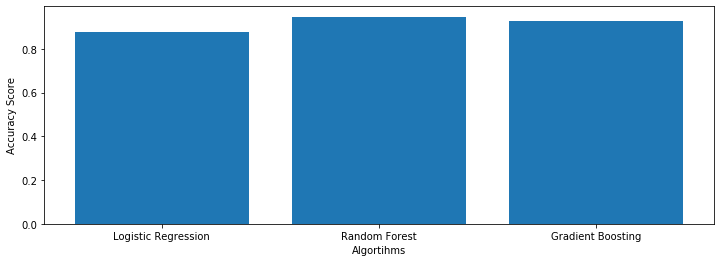 Accuracy Score
0.8
0.6
0.4
0.2
0.0
Logistic Regression
Random Forest
Gradient Boosting
Algortihms